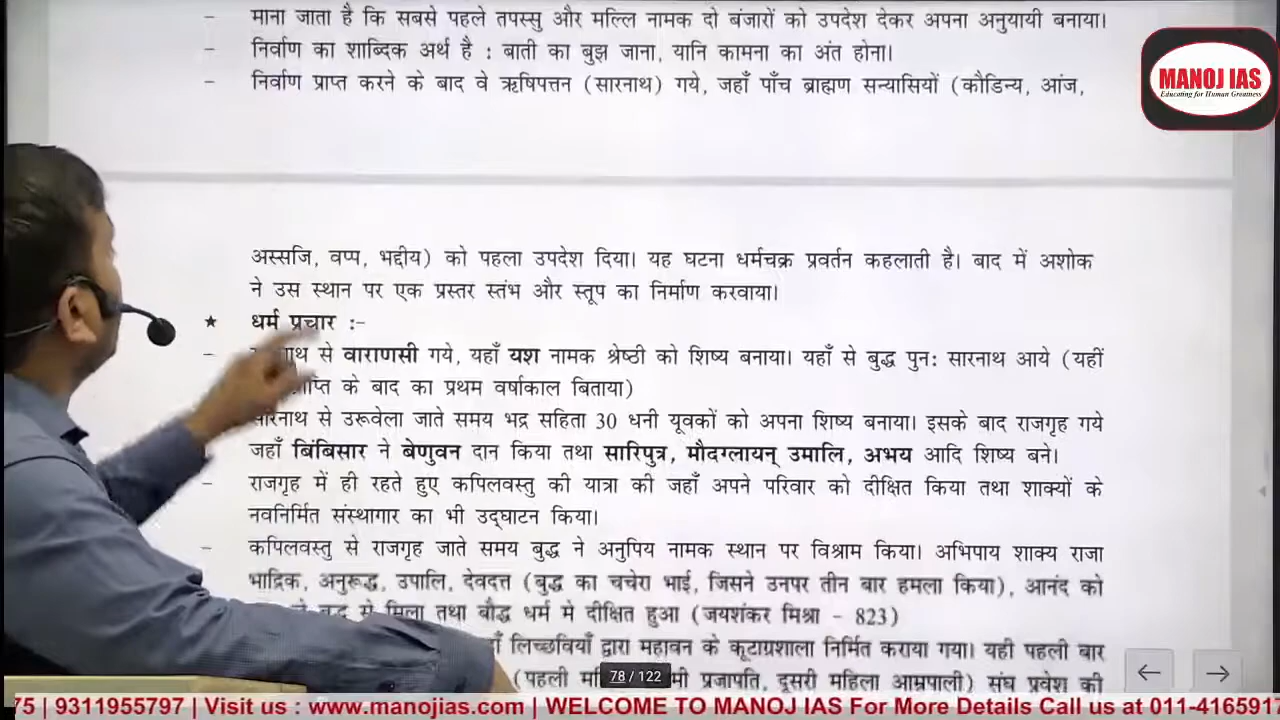 माना जाता है कि सबसे पहले तपस्सु और मल्लि नामक दो बंजारों को उपदेश देकर अपना अनुयायी बनाया।
MANOJ IAS
Educating for Human Greatness
– निर्वाण का शाब्दिक अर्थ है : बाती का बुझ जाना, यानि कामना का अंत होना।
– निर्वाण प्राप्त करने के बाद वे ऋषिपत्तन (सारनाथ) गये, जहाँ पाँच ब्राह्मण सन्यासियों (कौडिन्य, आंज,
अस्सजि, वप्प, भद्दीय) को पहला उपदेश दिया। यह घटना धर्मचक्र प्रवर्तन कहलाती है। बाद में अशोक
ने उस स्थान पर एक प्रस्तर स्तंभ और स्तूप का निर्माण करवाया।
★ धर्म प्रचार :-
– से वाराणसी गये, यहाँ यश नामक श्रेष्ठी को शिष्य बनाया। यहाँ से बुद्ध पुन: सारनाथ आये (यहीं
के बाद का प्रथम वर्षाकाल बिताया)
सारनाथ से उरूवेला जाते समय भद्र सहिता 30 धनी यूवकों को अपना शिष्य बनाया। इसके बाद राजगृह गये
जहाँ बिंबिसार ने बेणुवन दान किया तथा सारिपुत्र, मौदग्लायन् उमालि, अभय आदि शिष्य बने।
– राजगृह में ही रहते हुए कपिलवस्तु की यात्रा की जहाँ अपने परिवार को दीक्षित किया तथा शाक्यों के
नवनिर्मित संस्थागार का भी उद्घाटन किया।
– कपिलवस्तु से राजगृह जाते समय बुद्ध ने अनुपिय नामक स्थान पर विश्राम किया। अभिपाय शाक्य राजा
भाद्रिक, अनुरूद्ध, उपालि, देवदत्त (बुद्ध का चचेरा भाई, जिसने उनपर तीन बार हमला किया), आनंद को
मिला तथा बौद्ध धर्म मे दीक्षित हुआ (जयशंकर मिश्रा - 823)
लिच्छवियाँ द्वारा महावन के कूटाग्रशाला निर्मित कराया गया। यही पहली बार
(पहली प्रजापति, दूसरी महिला आम्रपाली) संघ प्रवेश की
78 / 122
75 | 9311955797 | Visit us : www.manojias.com | WELCOME TO MANOJ IAS For More Details Call us at 011-4165911